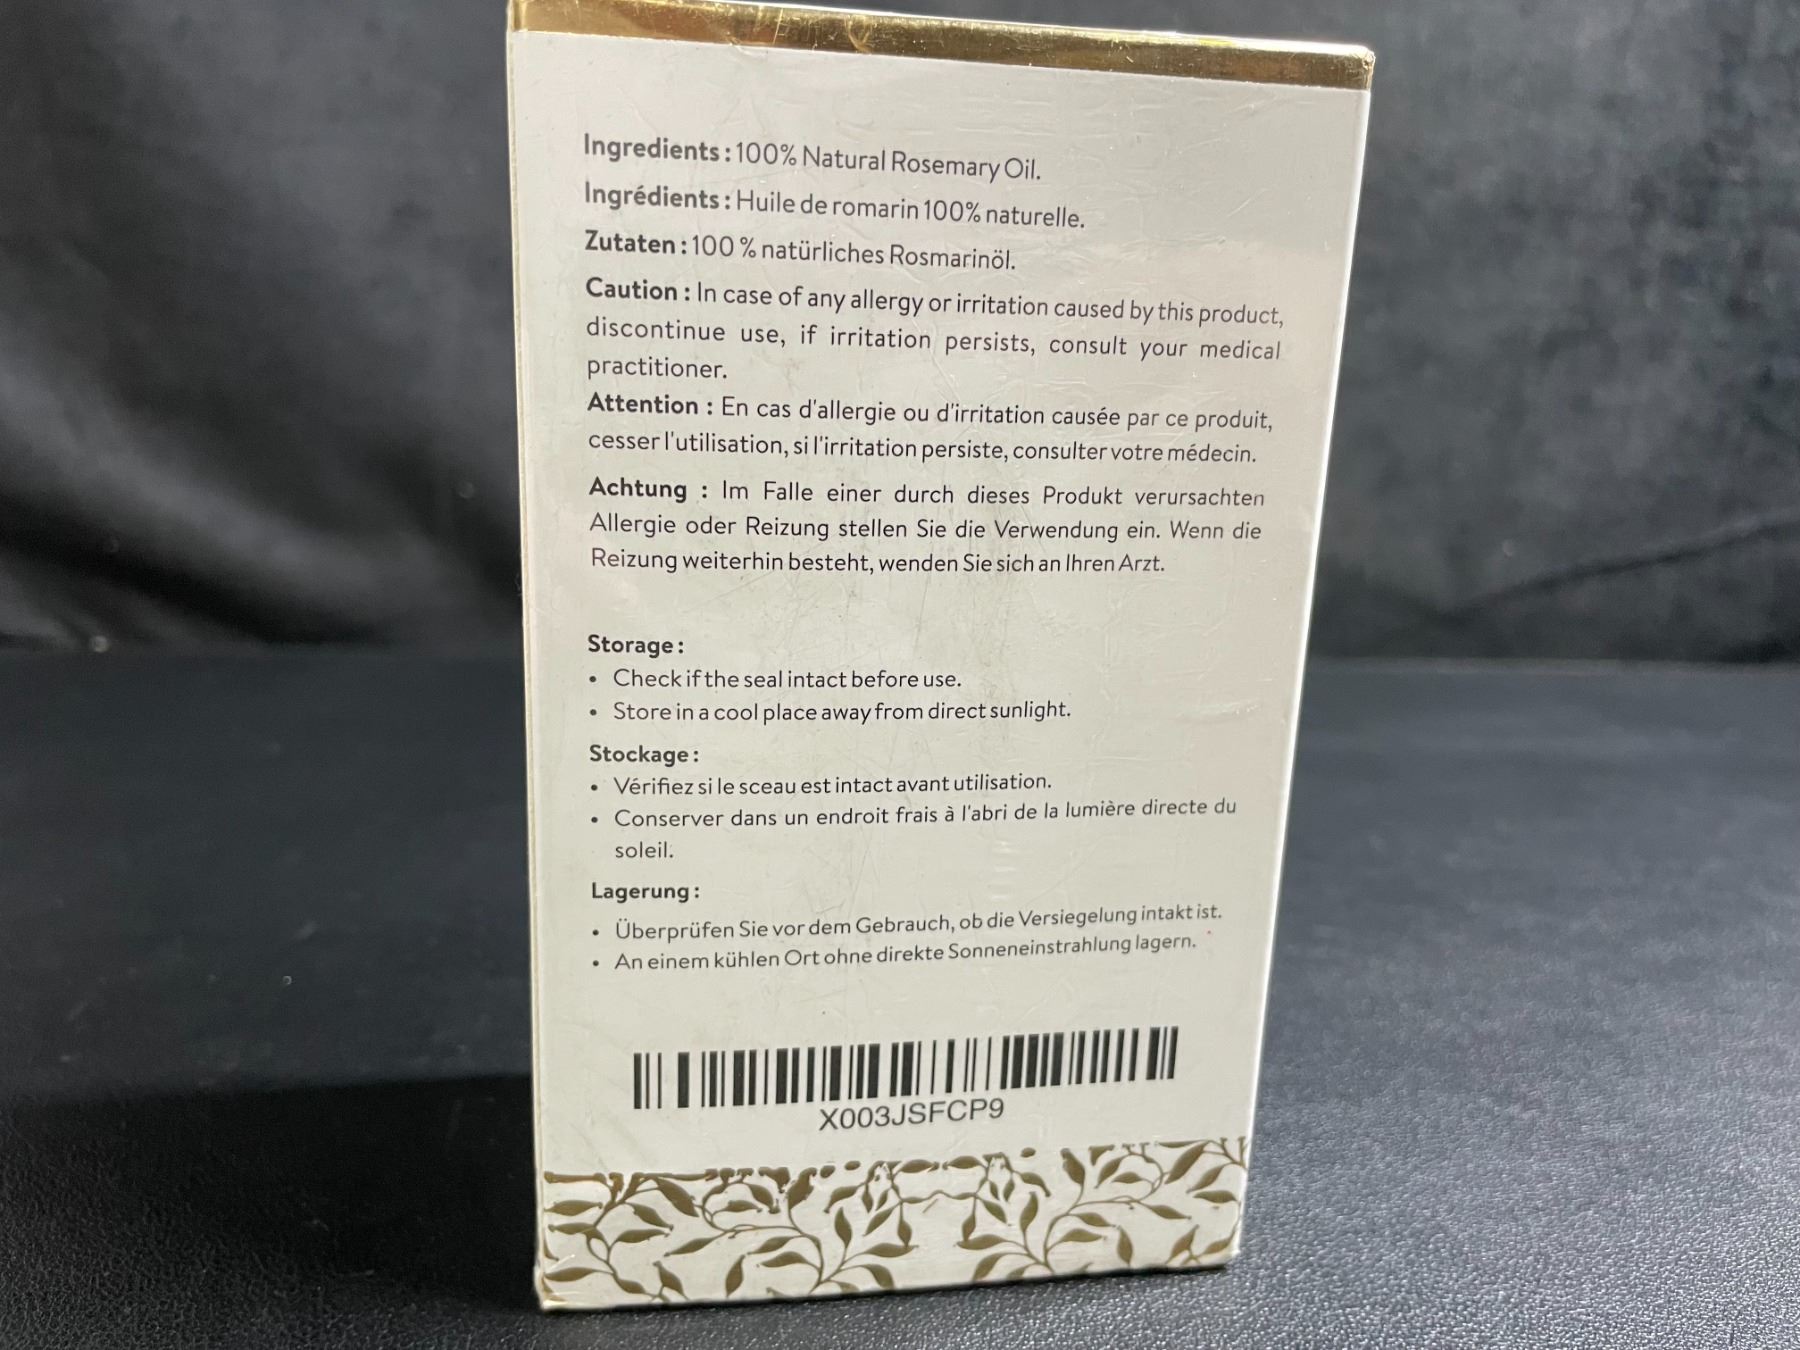 Ingredients : 100% Natural Rosemary Oil.
Ingrédients : Huile de romarin 100% naturelle.
Zutaten : 100 % natürliches Rosmarinöl.
Caution : In case of any allergy or irritation caused by this product,
discontinue use, if irritation persists, consult your medical
practitioner.
Attention : En cas d'allergie ou d'irritation causée par ce produit,
cesser l'utilisation, si l'irritation persiste, consulter votre médecin.
Achtung : Im Falle einer durch dieses Produkt verursachten
Allergie oder Reizung stellen Sie die Verwendung ein. Wenn die
Reizung weiterhin besteht, wenden Sie sich an Ihren Arzt.
Storage :
• Check if the seal intact before use.
• Store in a cool place away from direct sunlight.
Stockage :
• Vérifiez si le sceau est intact avant utilisation.
• Conserver dans un endroit frais à l'abri de la lumière directe du
soleil.
Lagerung :
• Überprüfen Sie vor dem Gebrauch, ob die Versiegelung intakt ist.
• An einem kühlen Ort ohne direkte Sonneneinstrahlung lagern.
X003JSFCP9